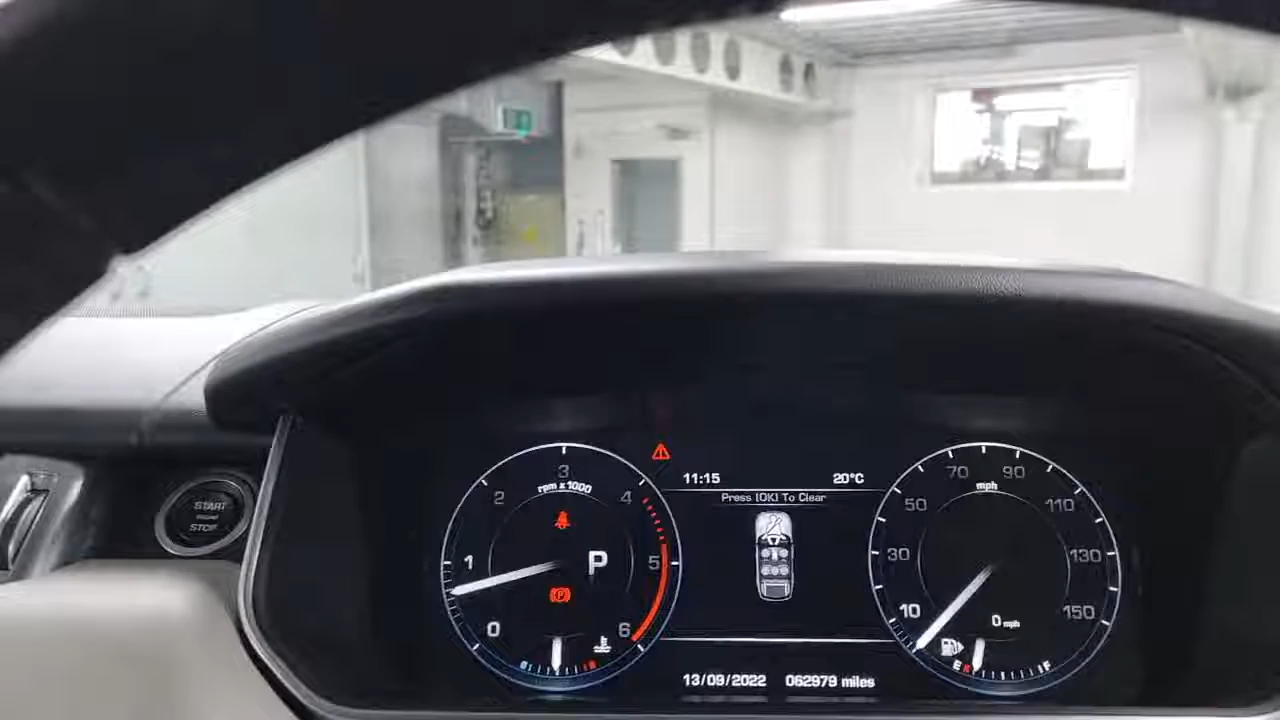 START
ENGINE
STOP
0
1
2
3
4
5
6
rpm x 1000
P
11:15
20°C
Press [OK] To Clear
13/09/2022
062979 miles
10
30
50
70
90
110
130
150
mph
0 mph
E
F